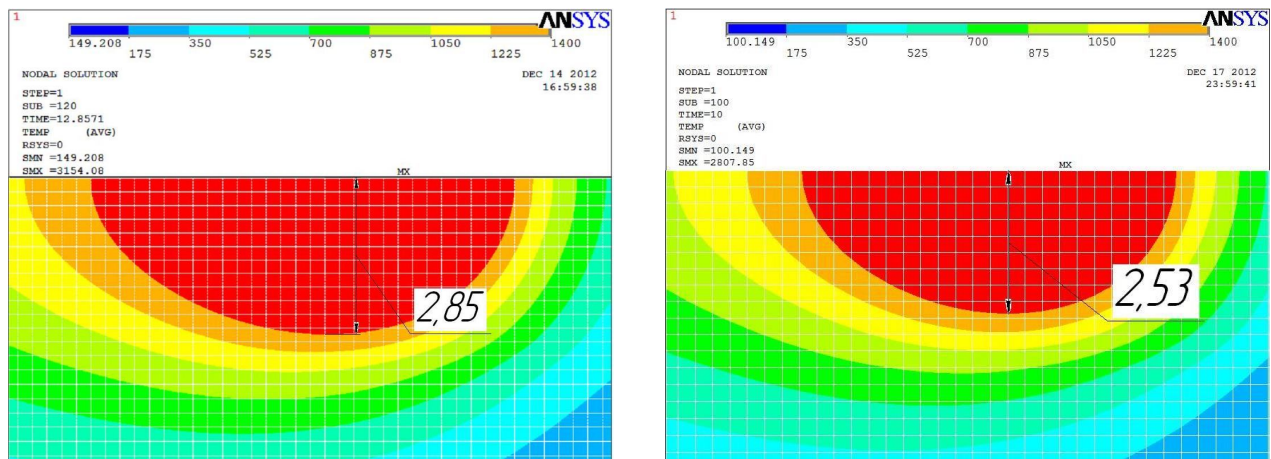 1
ANSYS
149.208 350 700 1050 1400
175 525 875 1225
NODAL SOLUTION
DEC 14 2012
16:59:38
STEP=1
SUB =120
TIME=12.8571
TEMP (AVG)
RSYS=0
SMN =149.208
SMX =3154.08
MX
2,85
1
ANSYS
100.149 350 700 1050 1400
175 525 875 1225
NODAL SOLUTION
DEC 17 2012
23:59:41
STEP=1
SUB =100
TIME=10
TEMP (AVG)
RSYS=0
SMN =100.149
SMX =2807.85
MX
2,53